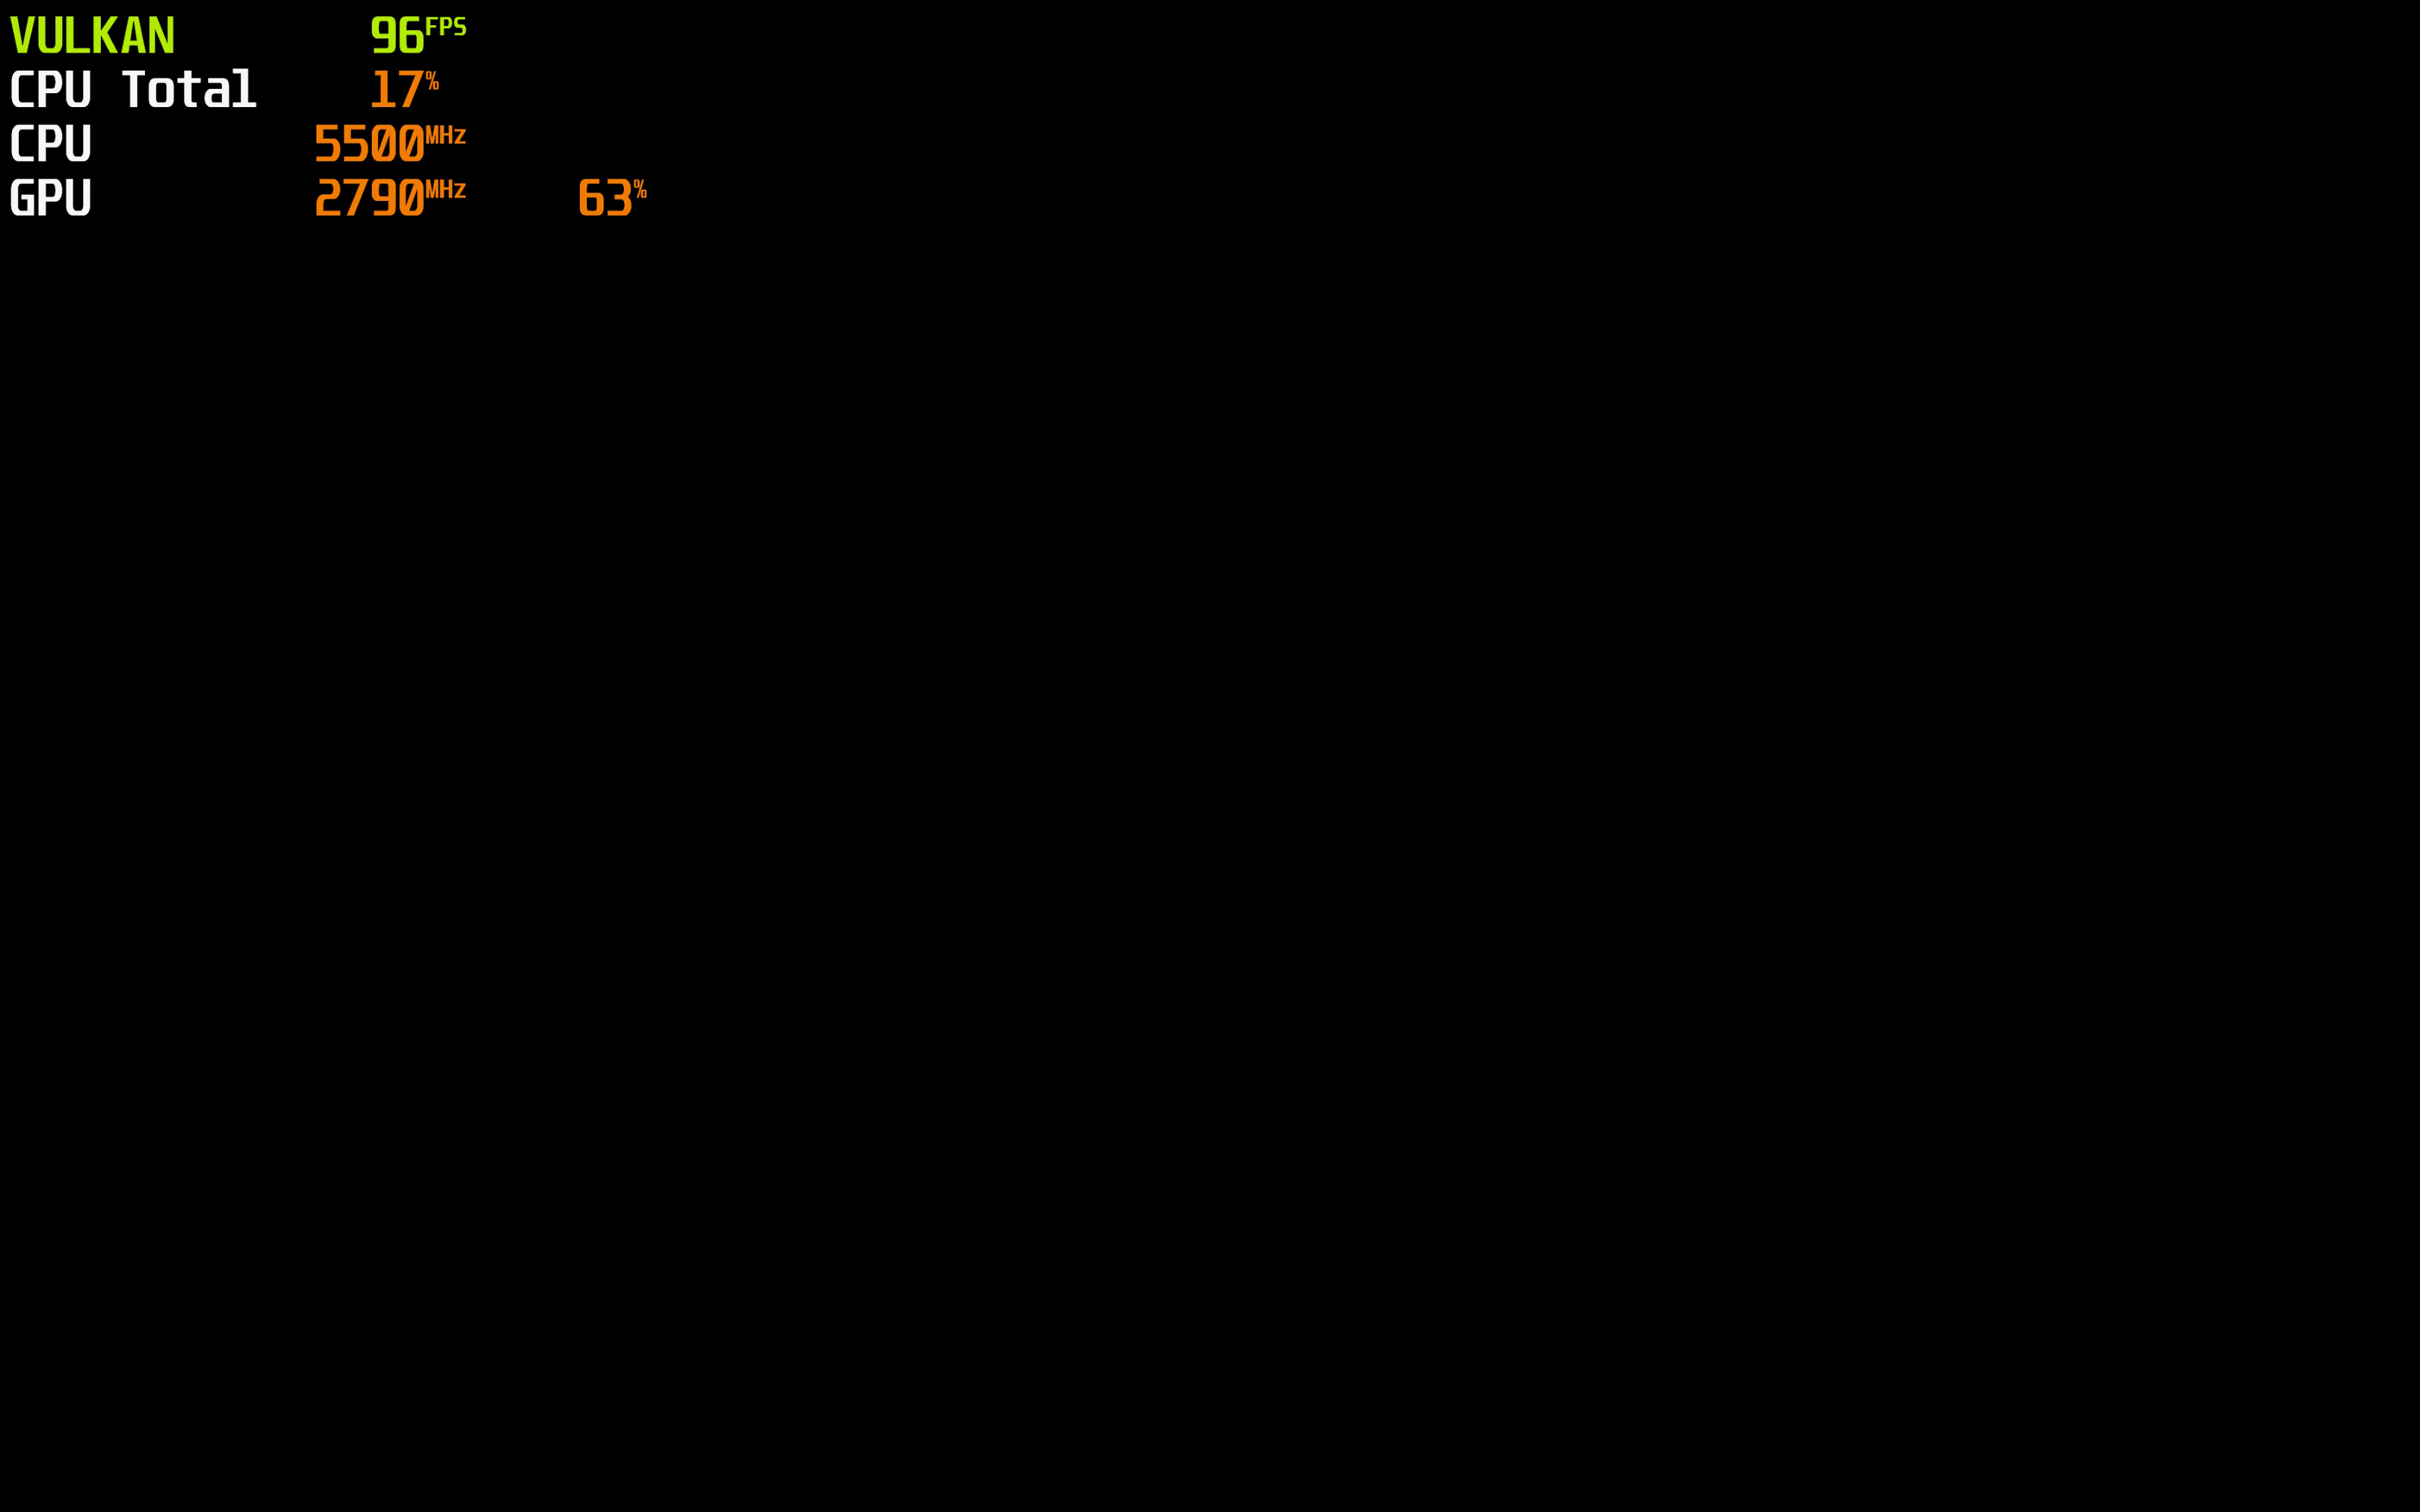 VULKAN 96FPS
CPU Total 17%
CPU 5500MHz
GPU 2790MHz 63%